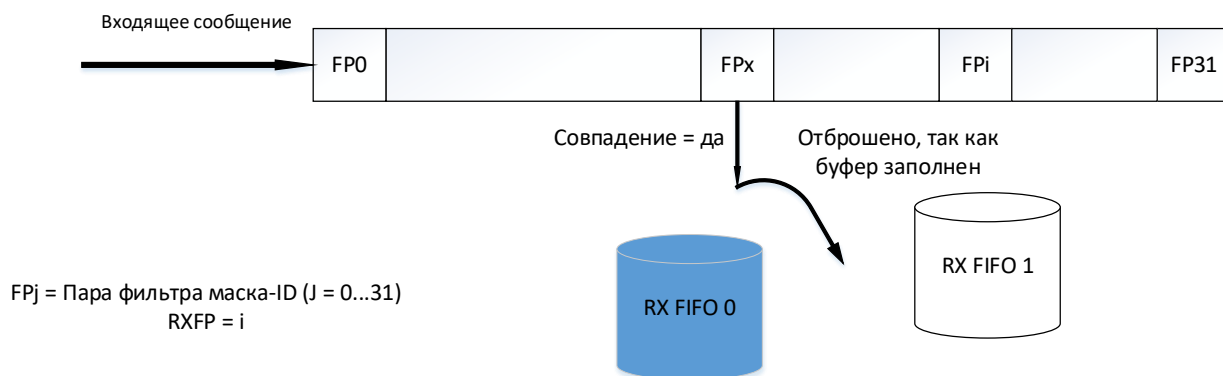 Входящее сообщение
FP0
FPx
FPi
FP31
Совпадение = да
Отброшено, так как
буфер заполнен
RX FIFO 1
RX FIFO 0
FPj = Пара фильтра маска-ID (J = 0...31)
RXFP = i